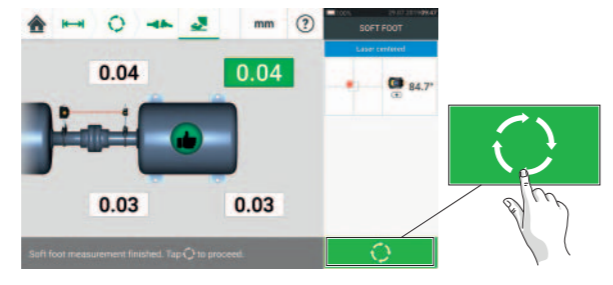 mm
?
SOFT FOOT
Laser centered
0.04
0.04
84.7°
0.03
0.03
Soft foot measurement finished. Tap to proceed.